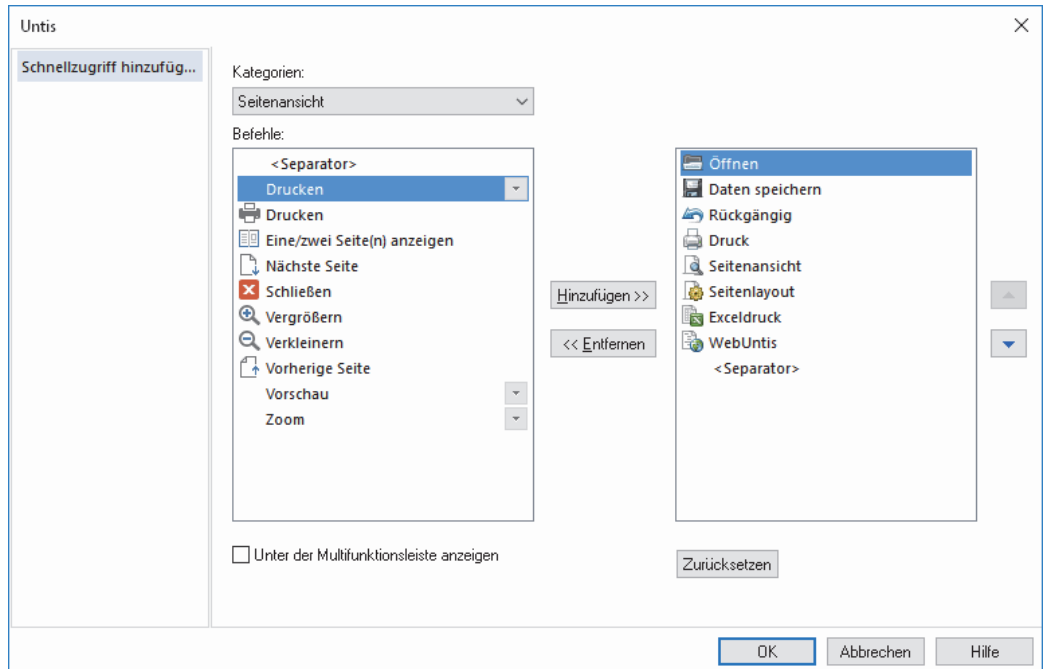 Untis
Schnellzugriff hinzufüg...
Kategorien:
Seitenansicht
Befehle:
<Separator>
Drucken
Drucken
Eine/zwei Seite(n) anzeigen
Nächste Seite
Schließen
Vergrößern
Verkleinern
Vorherige Seite
Vorschau
Zoom
Hinzufügen >>
<< Entfernen
Öffnen
Daten speichern
Rückgängig
Druck
Seitenansicht
Seitenlayout
Exceldruck
WebUntis
<Separator>
Unter der Multifunktionsleiste anzeigen
Zurücksetzen
OK
Abbrechen
Hilfe